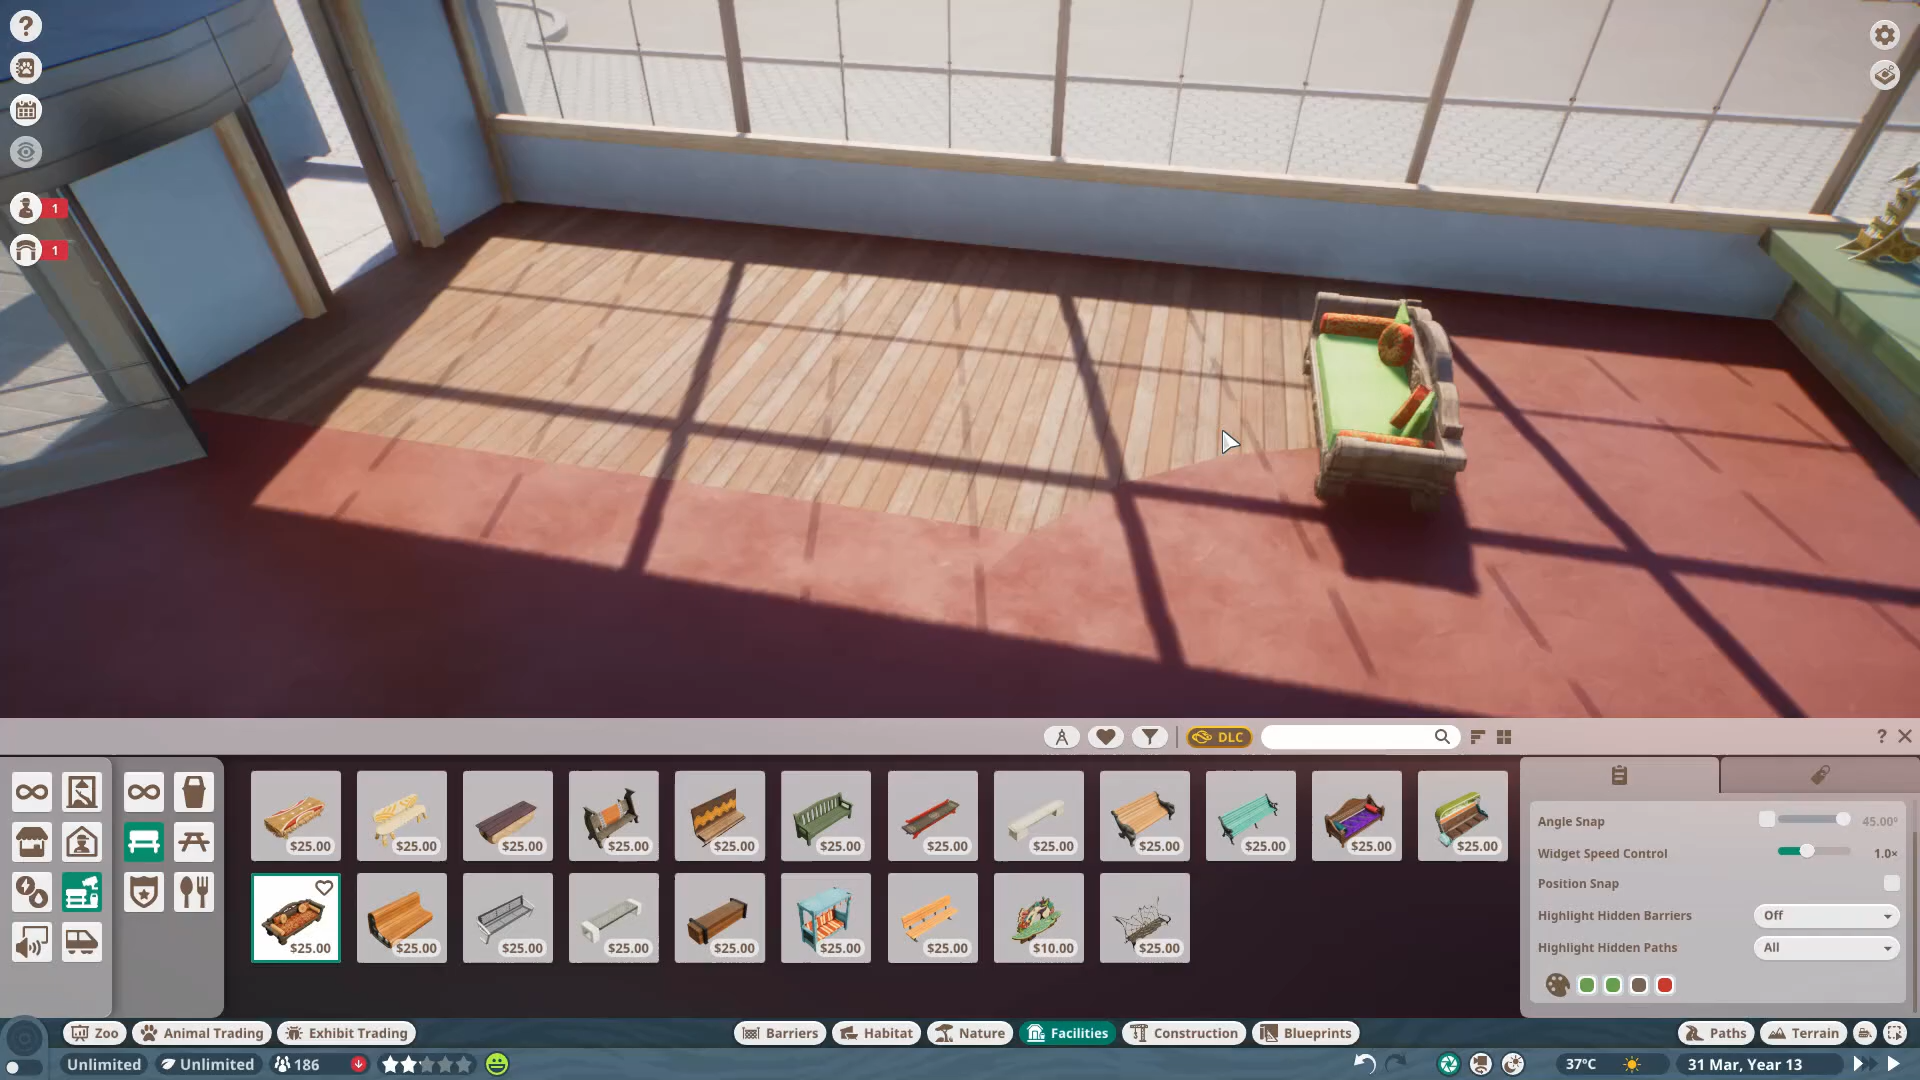 ?
1
1
DLC
?
$25.00 $25.00 $25.00 $25.00 $25.00 $25.00 $25.00 $25.00 $25.00 $25.00 $25.00 $25.00
$25.00 $25.00 $25.00 $25.00 $25.00 $25.00 $25.00 $10.00 $25.00
Angle Snap 45.00°
Widget Speed Control 1.0×
Position Snap
Highlight Hidden Barriers Off
Highlight Hidden Paths All
Zoo Animal Trading Exhibit Trading Barriers Habitat Nature Facilities Construction Blueprints Paths Terrain
Unlimited Unlimited 186 37°C 31 Mar, Year 13